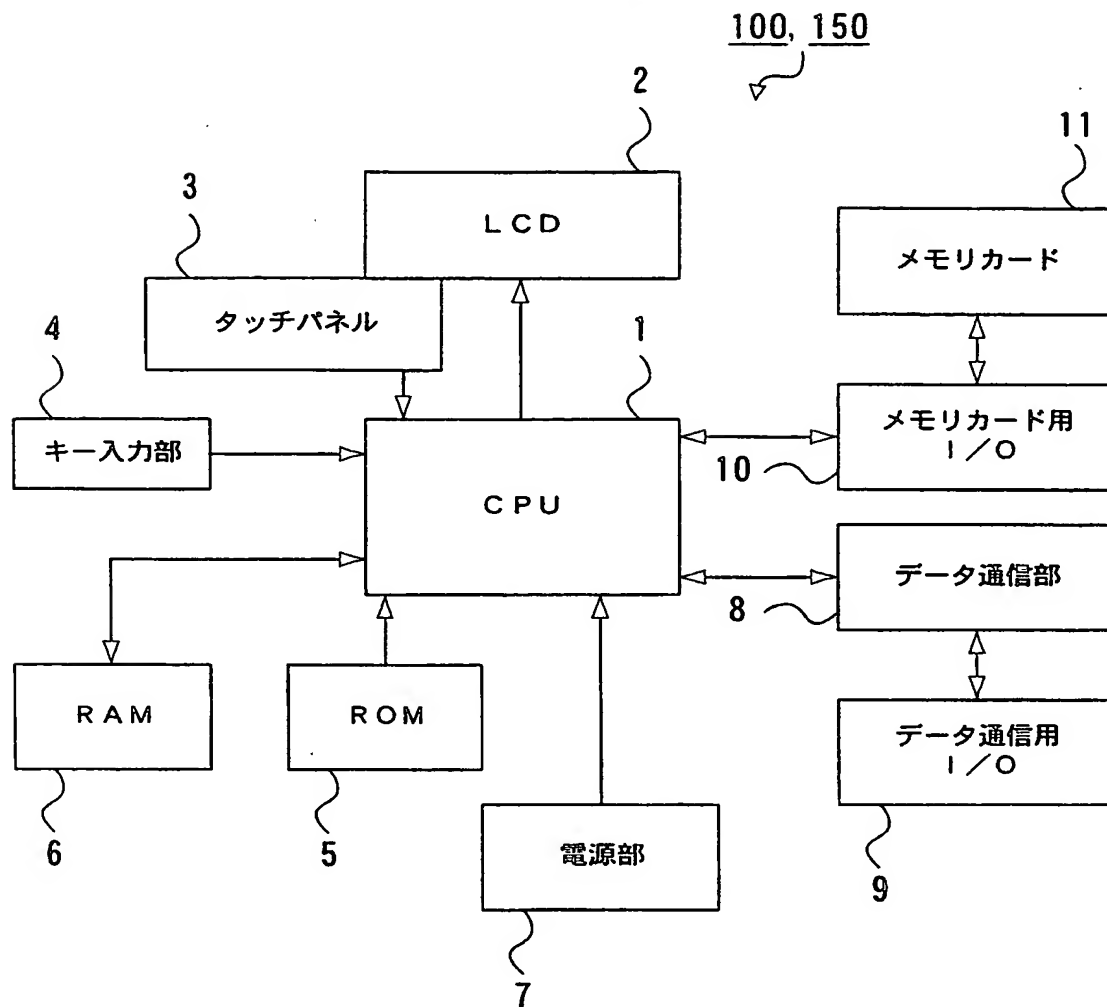 100, 150
2
11
3
LCD
メモリカード
タッチパネル
4
1
キー入力部
メモリカード用
I／O
10
CPU
データ通信部
8
RAM
ROM
データ通信用
I／O
6
5
電源部
9
7